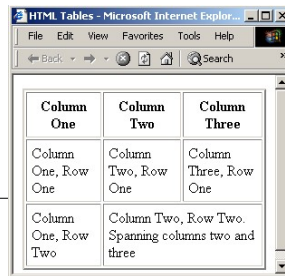 HTML Tables - Microsoft Internet Explor...
File Edit View Favorites Tools Help
Back Search »
Column One
Column Two
Column Three
Column One, Row One
Column Two, Row One
Column Three, Row One
Column One, Row Two
Column Two, Row Two. Spanning columns two and three